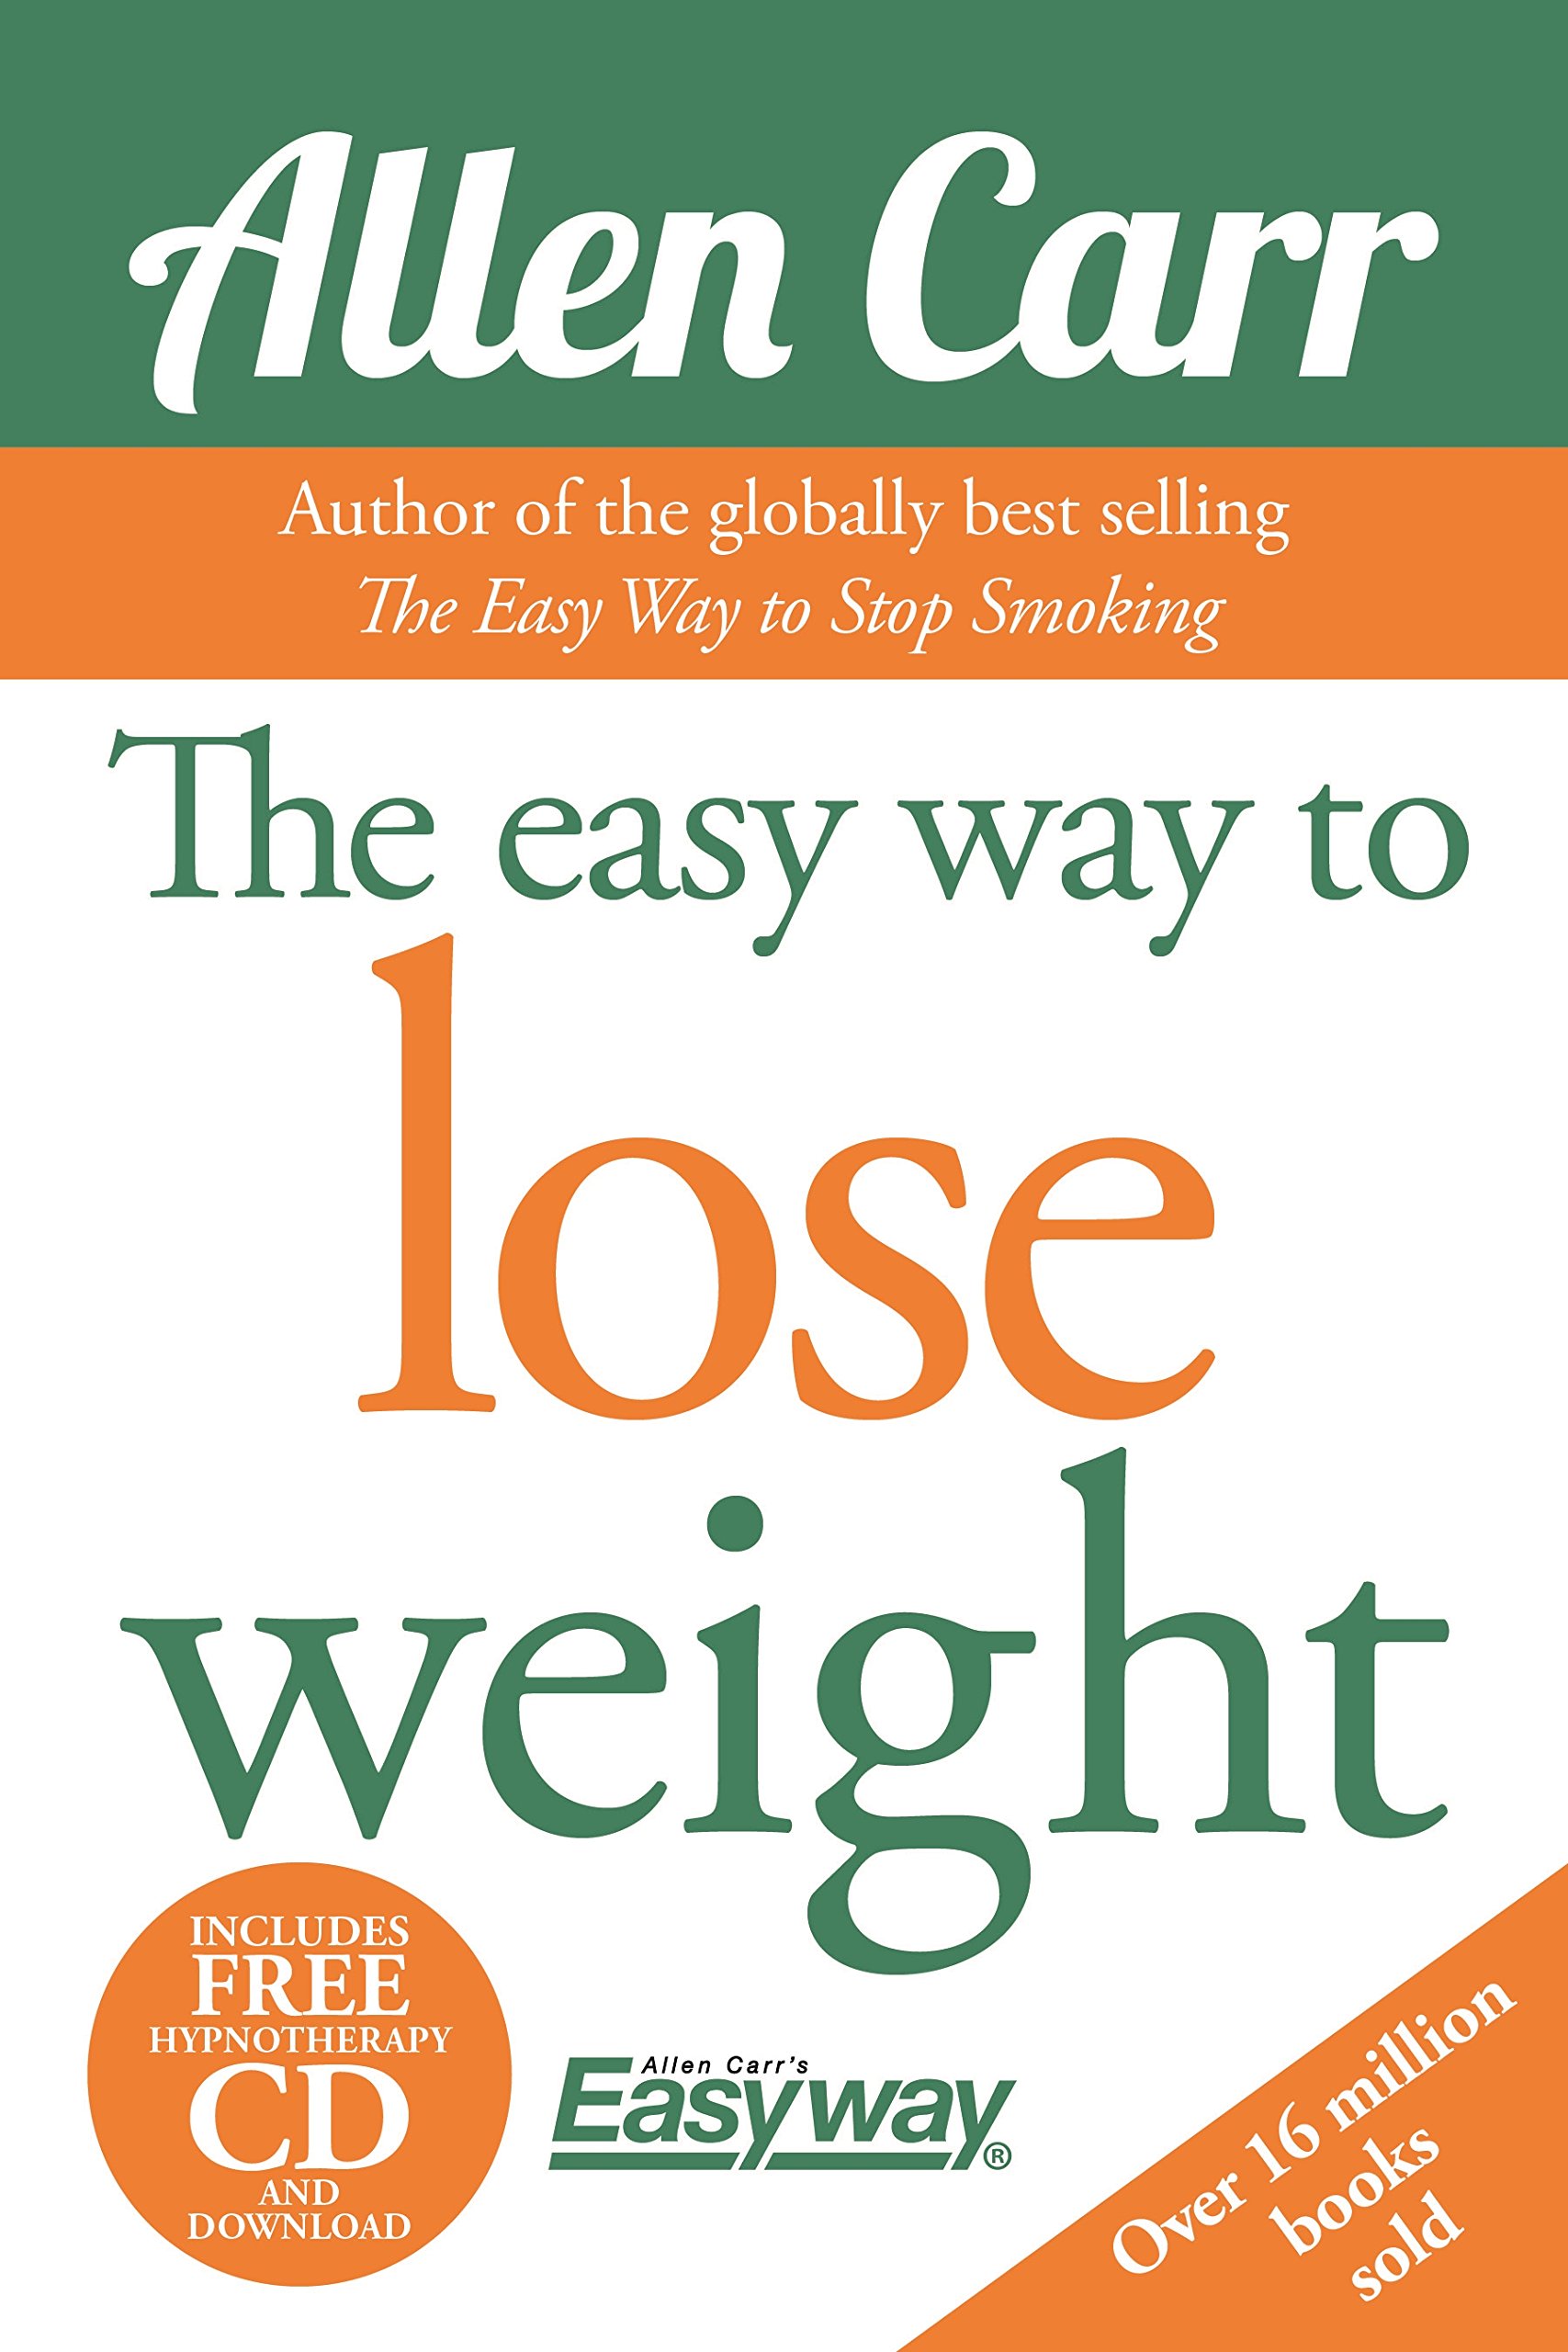 Allen Carr
Author of the globally best selling
The Easy Way to Stop Smoking
The easy way to
lose
weight
INCLUDES
FREE
HYPNOTHERAPY
CD
AND
DOWNLOAD
Allen Carr's
Easyway®
Over 16 million
books
sold